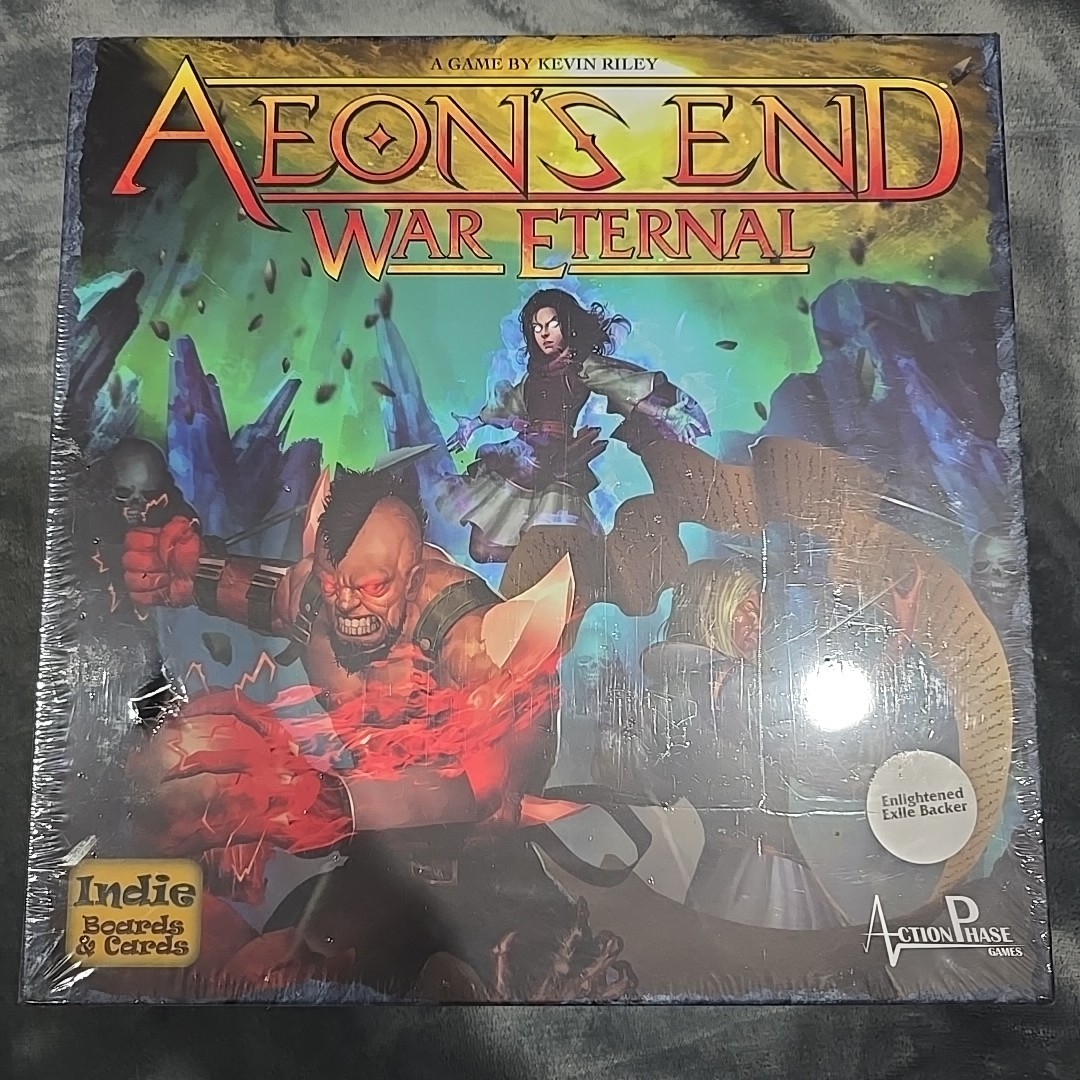 A GAME BY KEVIN RILEY
AEON'S END
WAR ETERNAL
Enlightened
Exile Backer
Indie
Boards
& Cards
ACTION PHASE
GAMES